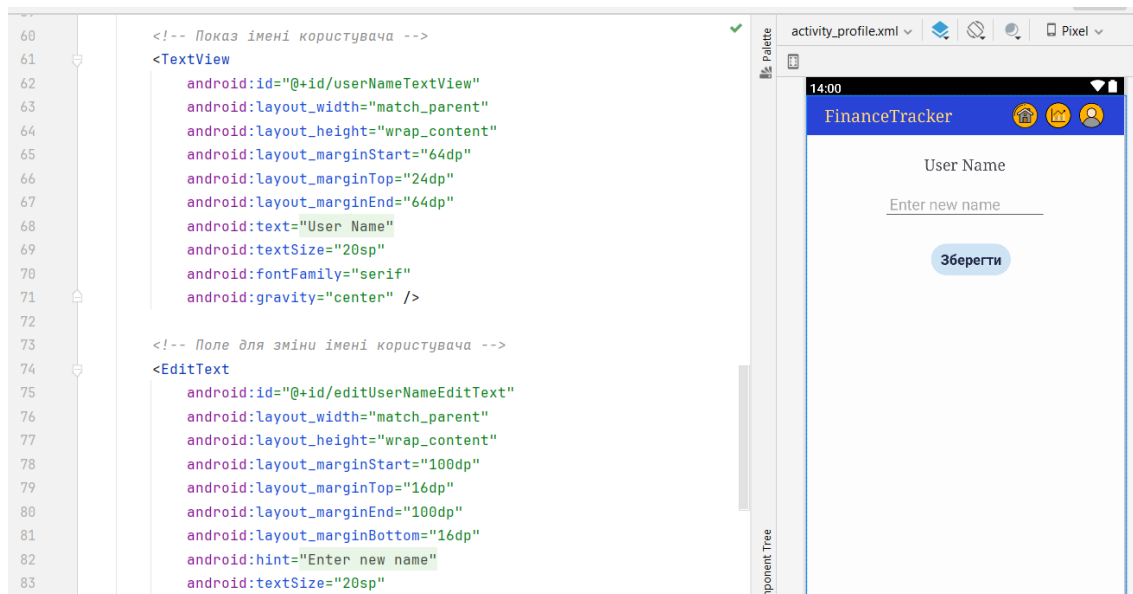 60 <!-- Показ імені користувача -->
61 <TextView
62 android:id="@+id/userNameTextView"
63 android:layout_width="match_parent"
64 android:layout_height="wrap_content"
65 android:layout_marginStart="64dp"
66 android:layout_marginTop="24dp"
67 android:layout_marginEnd="64dp"
68 android:text="User Name"
69 android:textSize="20sp"
70 android:fontFamily="serif"
71 android:gravity="center" />
72
73 <!-- Поле для зміни імені користувача -->
74 <EditText
75 android:id="@+id/editUserNameEditText"
76 android:layout_width="match_parent"
77 android:layout_height="wrap_content"
78 android:layout_marginStart="100dp"
79 android:layout_marginTop="16dp"
80 android:layout_marginEnd="100dp"
81 android:layout_marginBottom="16dp"
82 android:hint="Enter new name"
83 android:textSize="20sp"
Palette
activity_profile.xml
Pixel
14:00
FinanceTracker
User Name
Enter new name
Зберегти
Tree